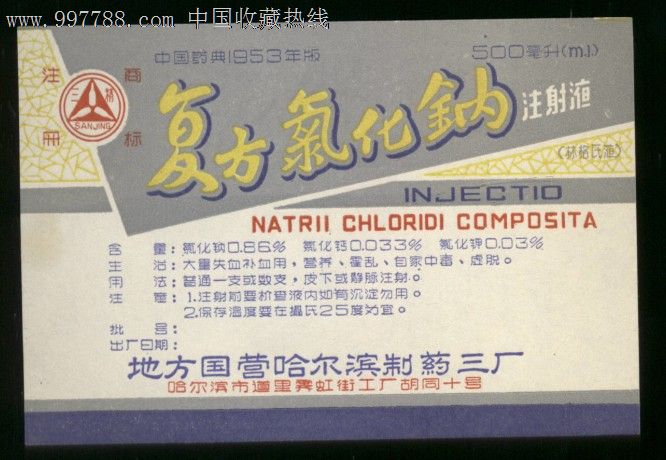 www.997788.com 中国收藏热线
中国药典1953年版
500毫升(m.l)
注册
商标
三精
SANJING
复方氯化鈉
注射液
(林格氏液)
INJECTIO
NATRII CHLORIDI COMPOSITA
含 量：氯化钠0.86% 氯化钙0.033% 氯化钾0.03%
主 治：大量失血补血用，营养、霍乱、自家中毒、虚脱。
用 法：普通一支或数支，皮下或静脉注射。
注 意：1.注射前要检查液内如有沉淀勿用。
2.保存温度要在摄氏25度为宜。
批 号：
出厂日期：
地方国营哈尔滨制药三厂
哈尔滨市道里霁虹街工厂胡同十号